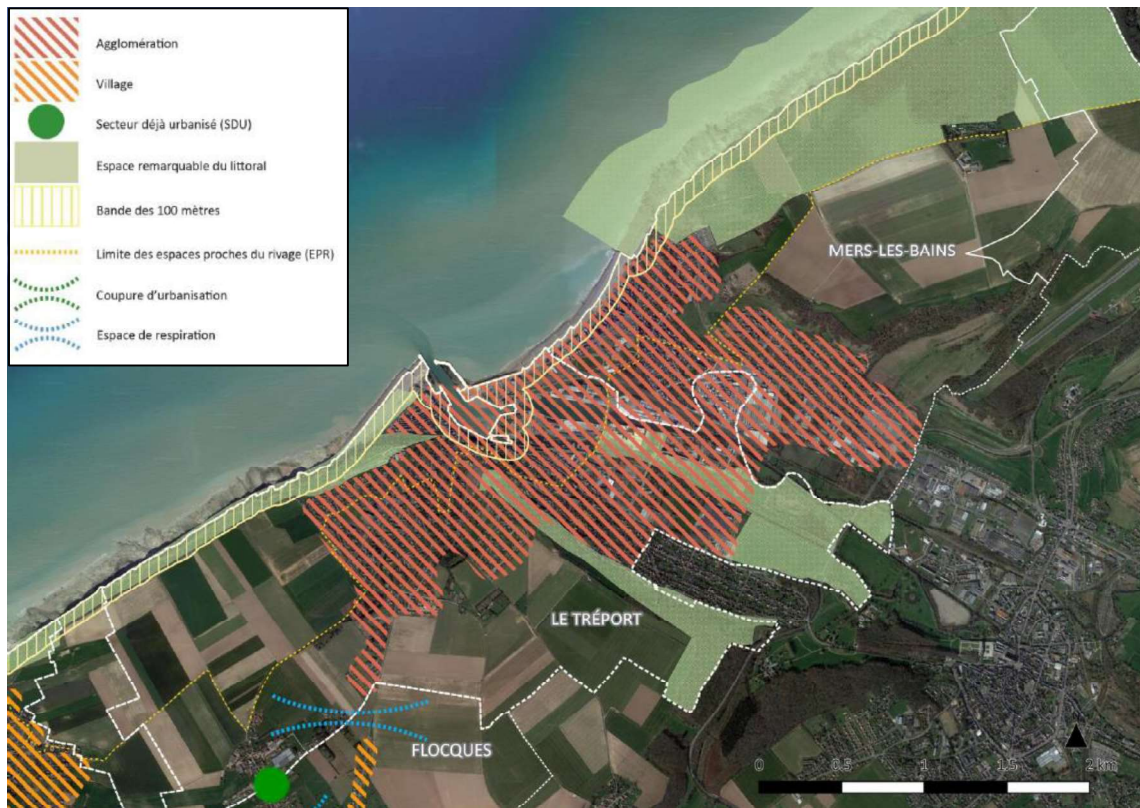 Agglomération
Village
Secteur déjà urbanisé (SDU)
Espace remarquable du littoral
Bande des 100 mètres
Limite des espaces proches du rivage (EPR)
Coupure d'urbanisation
Espace de respiration
MERS-LES-BAINS
LE TRÉPORT
FLOCQUES
0 0.5 1 1.5 2 km